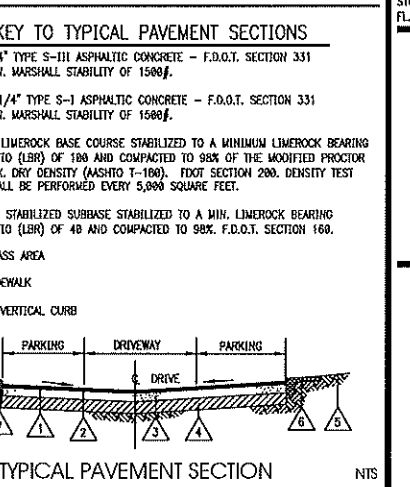 ST
FL
KEY TO TYPICAL PAVEMENT SECTIONS
4" TYPE S-III ASPHALTIC CONCRETE - F.D.O.T. SECTION 331
N. MARSHALL STABILITY OF 1500#.
1/4" TYPE S-I ASPHALTIC CONCRETE - F.D.O.T. SECTION 331
N. MARSHALL STABILITY OF 1500#.
LIMEROCK BASE COURSE STABILIZED TO A MINIMUM LIMEROCK BEARING
TIO (LBR) OF 100 AND COMPACTED TO 98% OF THE MODIFIED PROCTOR
X. DRY DENSITY (AASHTO T-180). FDOT SECTION 200. DENSITY TEST
ALL BE PERFORMED EVERY 5,000 SQUARE FEET.
STABILIZED SUBBASE STABILIZED TO A MIN. LIMEROCK BEARING
TIO (LBR) OF 40 AND COMPACTED TO 98%. F.D.O.T. SECTION 160.
ASS AREA
DEWALK
VERTICAL CURB
PARKING DRIVEWAY PARKING
DRIVE
1 2 3 4 6 5
TYPICAL PAVEMENT SECTION NTS